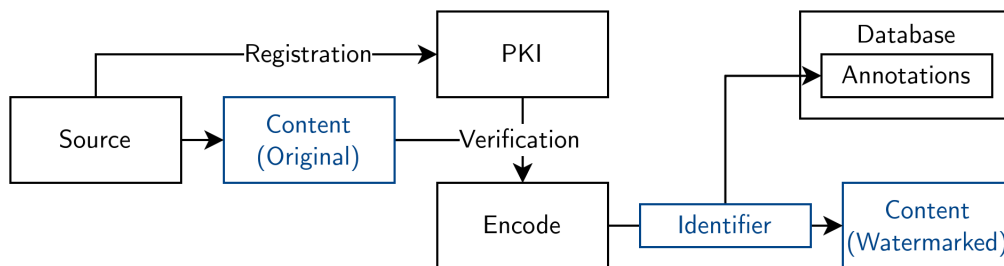 Registration
PKI
Database
Annotations
Source
Content
(Original)
Verification
Encode
Identifier
Content
(Watermarked)